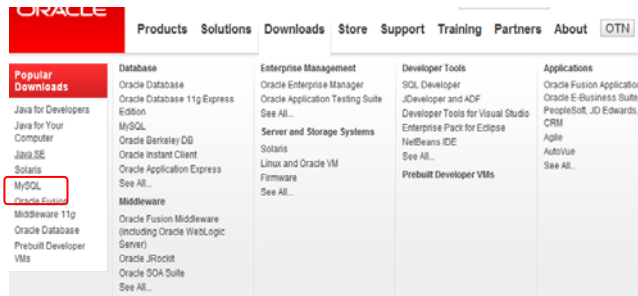 ORACLE
Products Solutions Downloads Store Support Training Partners About OTN
Popular
Downloads
Java for Developers
Java for Your
Computer
Java SE
Solaris
MySQL
Oracle Fusion
Middleware 11g
Oracle Database
Prebuilt Developer
VMs
Database
Oracle Database
Oracle Database 11g Express
Edition
MySQL
Oracle Berkeley DB
Oracle Instant Client
Oracle Application Express
See All...
Middleware
Oracle Fusion Middleware
(including Oracle WebLogic
Server)
Oracle JRockit
Oracle SOA Suite
See All...
Enterprise Management
Oracle Enterprise Manager
Oracle Application Testing Suite
See All...
Server and Storage Systems
Solaris
Linux and Oracle VM
Firmware
See All...
Developer Tools
SQL Developer
JDeveloper and ADF
Developer Tools for Visual Studio
Enterprise Pack for Eclipse
NetBeans IDE
See All...
Prebuilt Developer VMs
Applications
Oracle Fusion Application
Oracle E-Business Suite
PeopleSoft, JD Edwards,
CRM
Agile
AutoVue
See All...